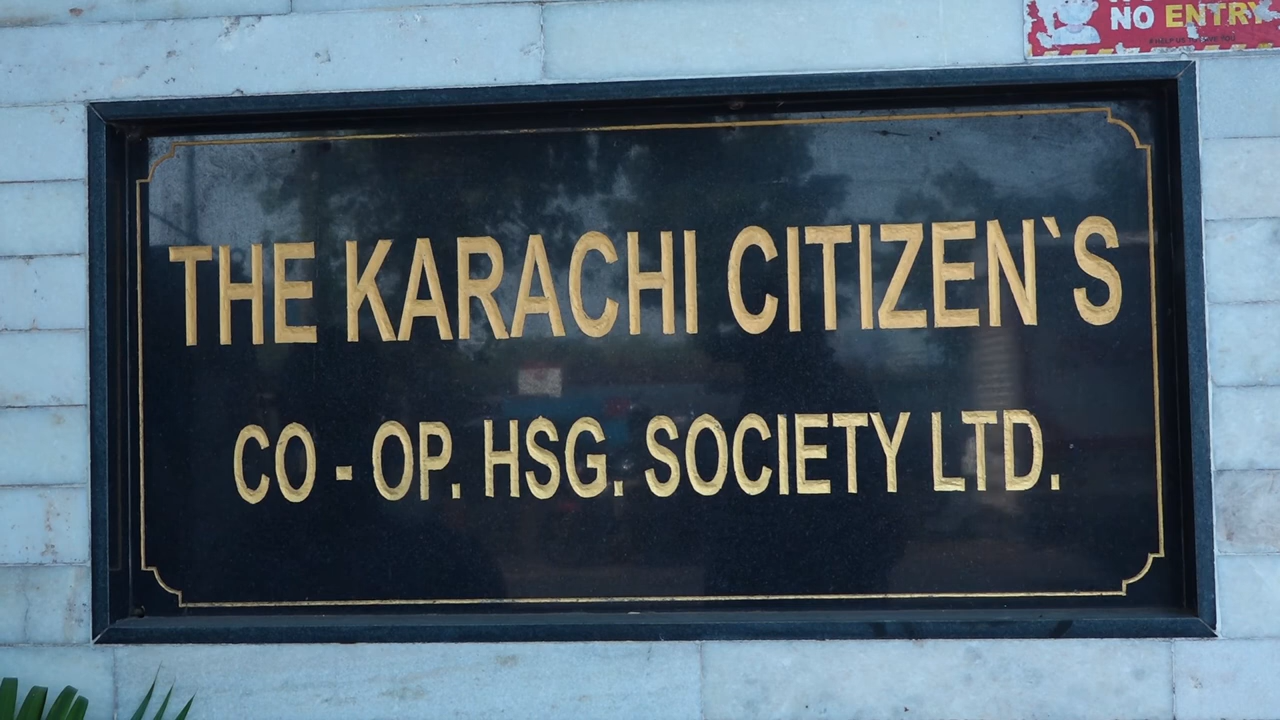 NO ENTRY
THE KARACHI CITIZEN`S
CO - OP. HSG. SOCIETY LTD.